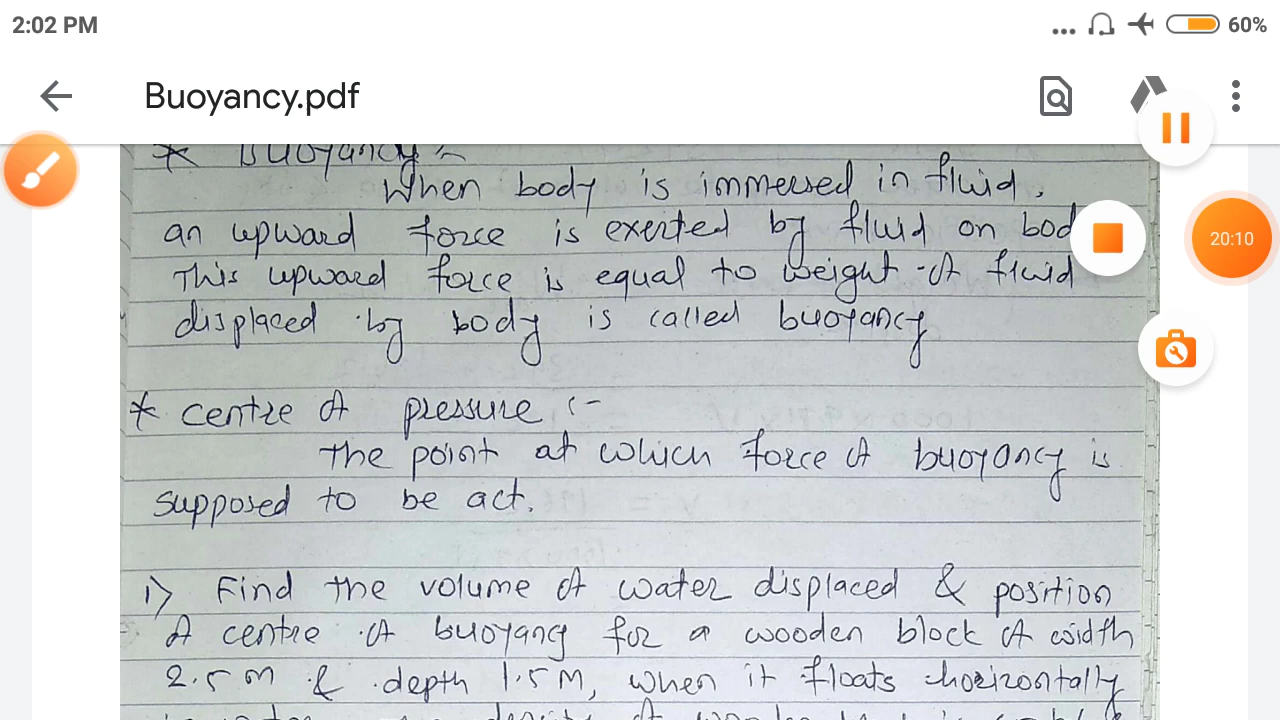 2:02 PM
60%
Buoyancy.pdf
* Buoyancy :-
When body is immersed in fluid,
an upward force is exerted by fluid on bod
20:10
This upward force is equal to weight of fluid
displaced by body is called buoyancy
* centre of pressure :-
The point at which force of buoyancy is
supposed to be act.
1) Find the volume of water displaced & position
of centre of buoyancy for a wooden block of width
2.5 m & depth 1.5 M, when it floats horizontally